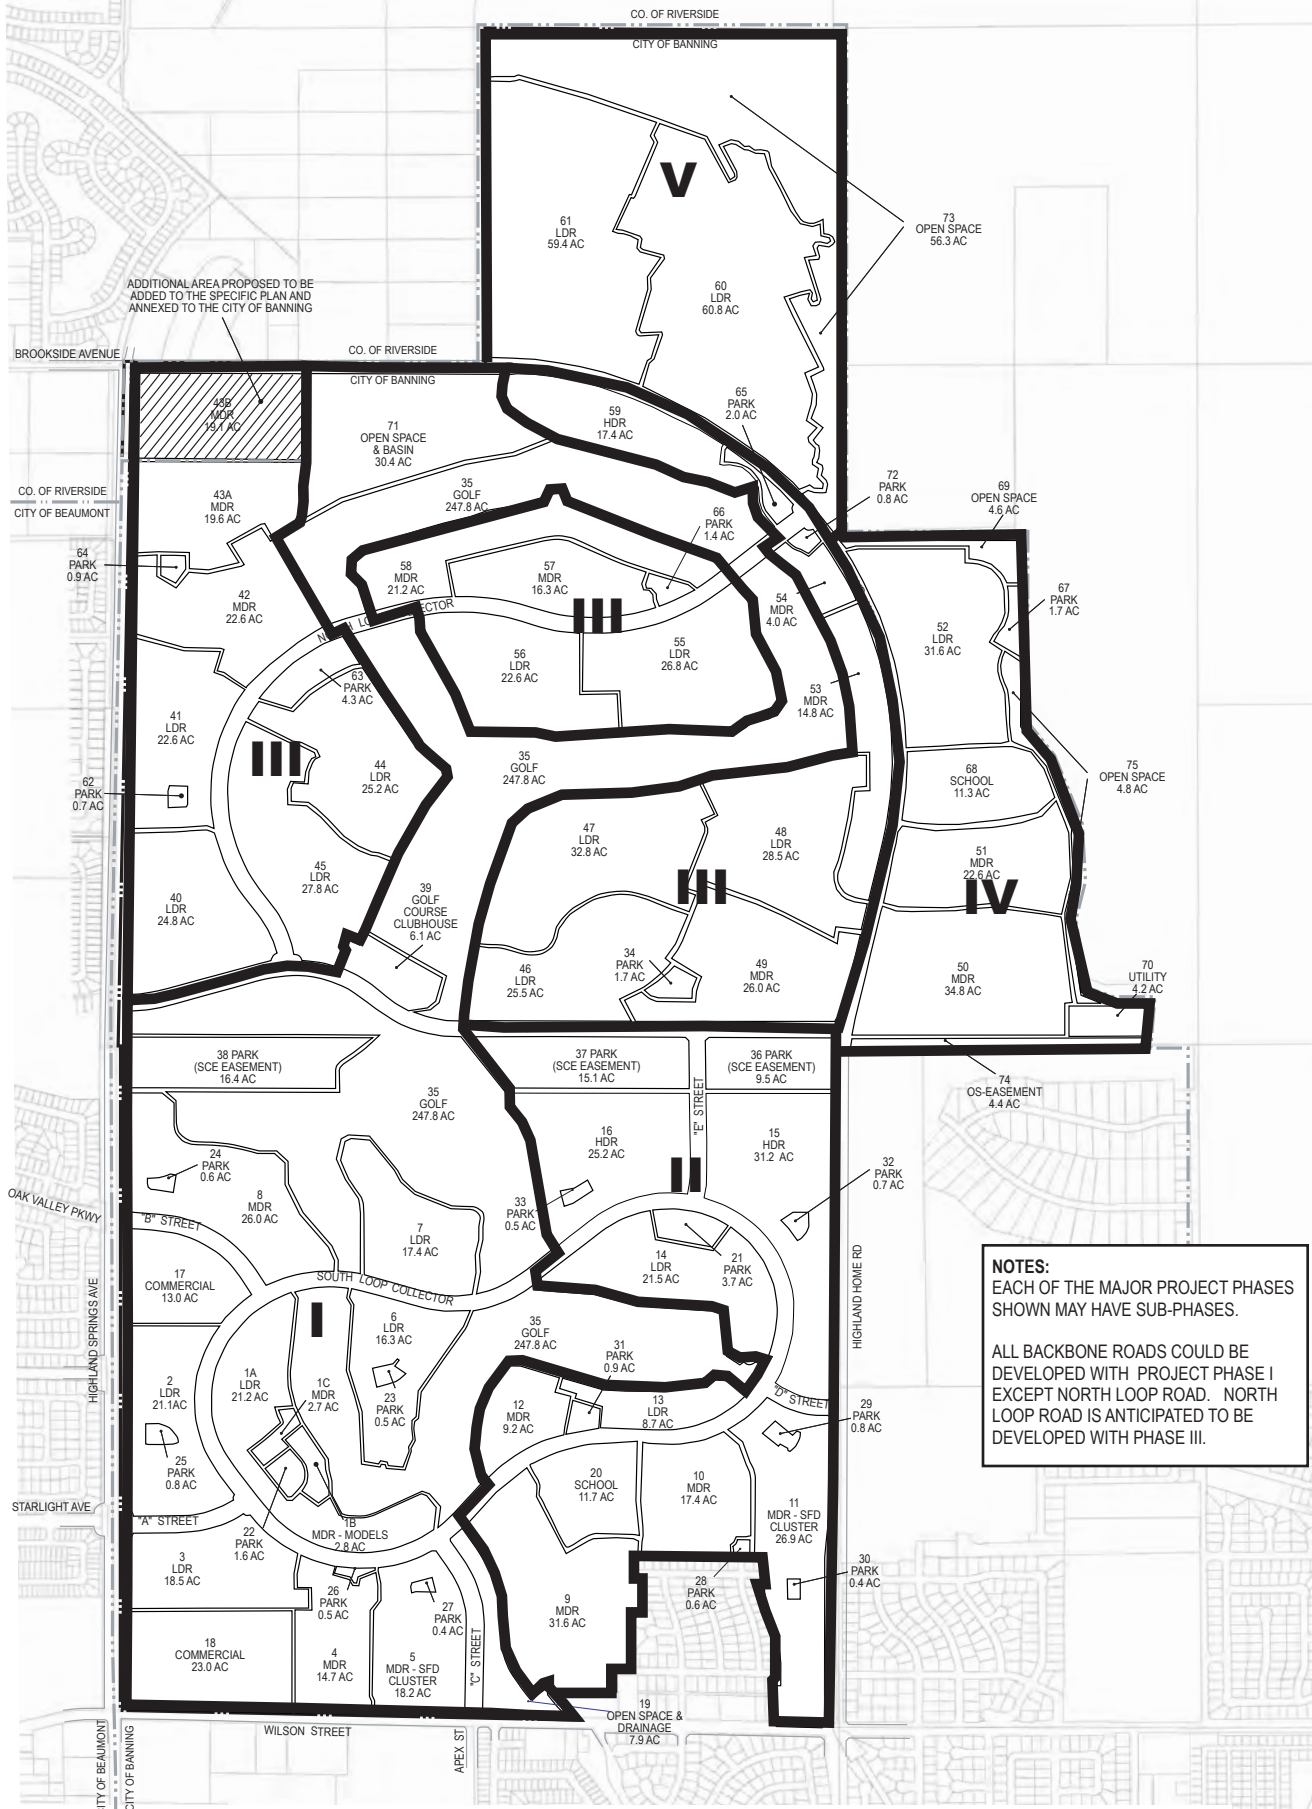 CO. OF RIVERSIDE
CITY OF BANNING
V
61
LDR
59.4 AC
73
OPEN SPACE
56.3 AC
60
LDR
60.8 AC
ADDITIONAL AREA PROPOSED TO BE
ADDED TO THE SPECIFIC PLAN AND
ANNEXED TO THE CITY OF BANNING
BROOKSIDE AVENUE
CO. OF RIVERSIDE
CITY OF BANNING
43B
MDR
19.1 AC
71
OPEN SPACE
& BASIN
30.4 AC
59
HDR
17.4 AC
65
PARK
2.0 AC
72
PARK
0.8 AC
69
OPEN SPACE
4.6 AC
CO. OF RIVERSIDE
CITY OF BEAUMONT
43A
MDR
19.6 AC
35
GOLF
247.8 AC
66
PARK
1.4 AC
64
PARK
0.9 AC
58
MDR
21.2 AC
57
MDR
16.3 AC
III
54
MDR
4.0 AC
67
PARK
1.7 AC
42
MDR
22.6 AC
52
LDR
31.6 AC
56
LDR
22.6 AC
55
LDR
26.8 AC
63
PARK
4.3 AC
53
MDR
14.8 AC
41
LDR
22.6 AC
III
44
LDR
25.2 AC
35
GOLF
247.8 AC
68
SCHOOL
11.3 AC
75
OPEN SPACE
4.8 AC
62
PARK
0.7 AC
47
LDR
32.8 AC
48
LDR
28.5 AC
51
MDR
22.6 AC
IV
45
LDR
27.8 AC
39
GOLF
COURSE
CLUBHOUSE
6.1 AC
III
40
LDR
24.8 AC
46
LDR
25.5 AC
34
PARK
1.7 AC
49
MDR
26.0 AC
50
MDR
34.8 AC
70
UTILITY
4.2 AC
38 PARK
(SCE EASEMENT)
16.4 AC
37 PARK
(SCE EASEMENT)
15.1 AC
36 PARK
(SCE EASEMENT)
9.5 AC
74
OS-EASEMENT
4.4 AC
35
GOLF
247.8 AC
"E" STREET
16
HDR
25.2 AC
15
HDR
31.2 AC
II
24
PARK
0.6 AC
8
MDR
26.0 AC
33
PARK
0.5 AC
32
PARK
0.7 AC
OAK VALLEY PKWY
"B" STREET
7
LDR
17.4 AC
14
LDR
21.5 AC
21
PARK
3.7 AC
17
COMMERCIAL
13.0 AC
SOUTH LOOP COLLECTOR
I
6
LDR
16.3 AC
35
GOLF
247.8 AC
31
PARK
0.9 AC
HIGHLAND HOME RD
HIGHLAND SPRINGS AVE
NOTES:
EACH OF THE MAJOR PROJECT PHASES
SHOWN MAY HAVE SUB-PHASES.
ALL BACKBONE ROADS COULD BE
DEVELOPED WITH PROJECT PHASE I
EXCEPT NORTH LOOP ROAD. NORTH
LOOP ROAD IS ANTICIPATED TO BE
DEVELOPED WITH PHASE III.
2
LDR
21.1AC
1A
LDR
21.2 AC
1C
MDR
2.7 AC
23
PARK
0.5 AC
12
MDR
9.2 AC
13
LDR
8.7 AC
"D" STREET
29
PARK
0.8 AC
25
PARK
0.8 AC
20
SCHOOL
11.7 AC
10
MDR
17.4 AC
11
MDR - SFD
CLUSTER
26.9 AC
STARLIGHT AVE
"A" STREET
22
PARK
1.6 AC
1B
MDR - MODELS
2.8 AC
3
LDR
18.5 AC
26
PARK
0.5 AC
27
PARK
0.4 AC
28
PARK
0.6 AC
30
PARK
0.4 AC
9
MDR
31.6 AC
18
COMMERCIAL
23.0 AC
4
MDR
14.7 AC
5
MDR - SFD
CLUSTER
18.2 AC
"C" STREET
19
OPEN SPACE &
DRAINAGE
7.9 AC
WILSON STREET
APEX ST
CITY OF BEAUMONT
CITY OF BANNING